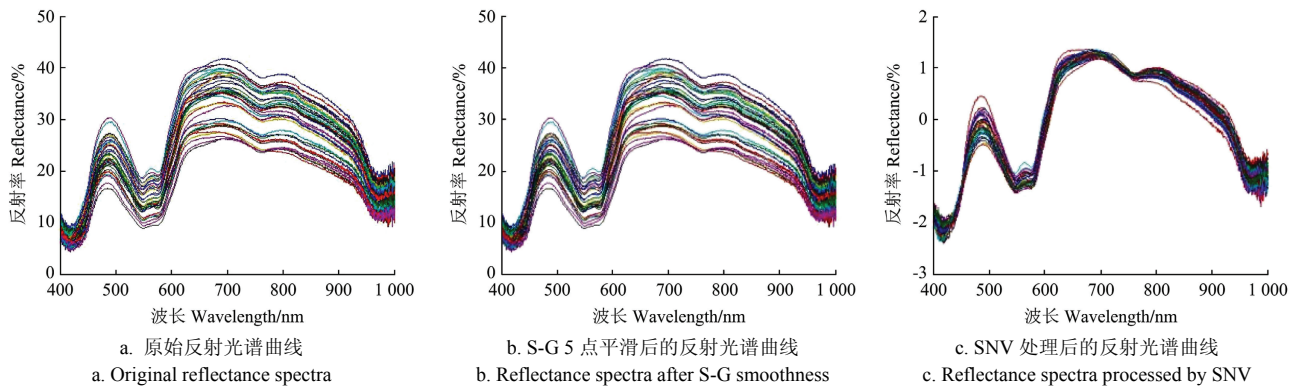 50
40
30
20
10
0
反射率 Reflectance/%
400 500 600 700 800 900 1 000
波长 Wavelength/nm
a. 原始反射光谱曲线
a. Original reflectance spectra
50
40
30
20
10
0
反射率 Reflectance/%
400 500 600 700 800 900 1 000
波长 Wavelength/nm
b. S-G 5 点平滑后的反射光谱曲线
b. Reflectance spectra after S-G smoothness
2
1
0
-1
-2
-3
反射率 Reflectance/%
400 500 600 700 800 900 1 000
波长 Wavelength/nm
c. SNV 处理后的反射光谱曲线
c. Reflectance spectra processed by SNV